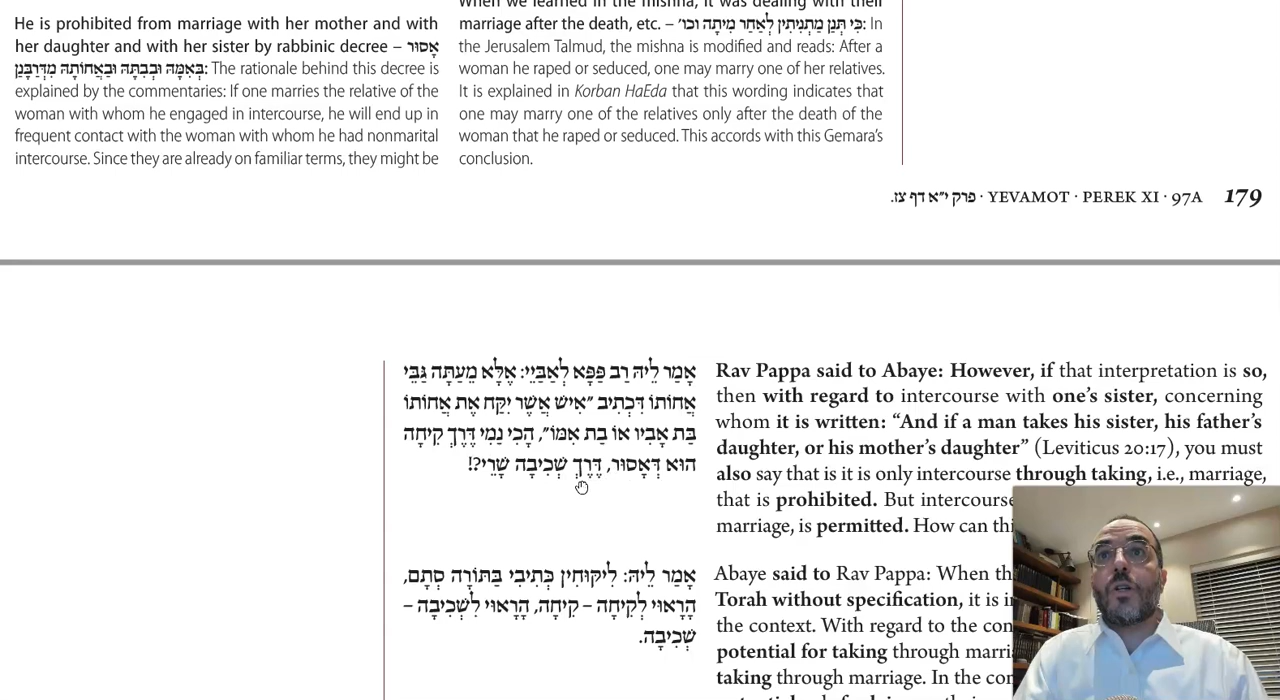 He is prohibited from marriage with her mother and with
her daughter and with her sister by rabbinic decree – אָסוּר
בְּאִמָּהּ וּבְבִתָּהּ וּבַאֲחוֹתָהּ מִדְּרַבָּנַן: The rationale behind this decree is
explained by the commentaries: If one marries the relative of the
woman with whom he engaged in intercourse, he will end up in
frequent contact with the woman with whom he had nonmarital
intercourse. Since they are already on familiar terms, they might be
When we learned in the mishna, it was dealing with their
marriage after the death, etc. – כִּי תְּנַן מַתְנִיתִין לְאַחַר מִיתָה וכו׳: In
the Jerusalem Talmud, the mishna is modified and reads: After a
woman he raped or seduced, one may marry one of her relatives.
It is explained in Korban HaEda that this wording indicates that
one may marry one of the relatives only after the death of the
woman that he raped or seduced. This accords with this Gemara’s
conclusion.
פרק י״א דף צז. · YEVAMOT · PEREK XI · 97A 179
אֲמַר לֵיהּ רַב פַּפָּא לְאַבַּיֵּי: אֶלָּא מֵעַתָּה גַּבֵּי
אֲחוֹתוֹ דִּכְתִיב ״אִישׁ אֲשֶׁר יִקַּח אֶת אֲחוֹתוֹ
בַּת אָבִיו אוֹ בַת אִמּוֹ״, הָכִי נַמֵי דֶּרֶךְ קִיחָה
הוּא דְּאָסוּר, דֶּרֶךְ שְׁכִיבָה שָׁרֵי?!
Rav Pappa said to Abaye: However, if that interpretation is so,
then with regard to intercourse with one’s sister, concerning
whom it is written: “And if a man takes his sister, his father’s
daughter, or his mother’s daughter” (Leviticus 20:17), you must
also say that is it is only intercourse through taking, i.e., marriage,
that is prohibited. But intercourse
marriage, is permitted. How can
אֲמַר לֵיהּ: לִיקּוּחִין כְּתִיבִי בַּתּוֹרָה סְתָם,
הָרָאוּי לְקִיחָה – קִיחָה, הָרָאוּי לִשְׁכִיבָה –
שְׁכִיבָה.
Abaye said to Rav Pappa: When
Torah without specification, it is
the context. With regard to the
potential for taking through
taking through marriage. In the